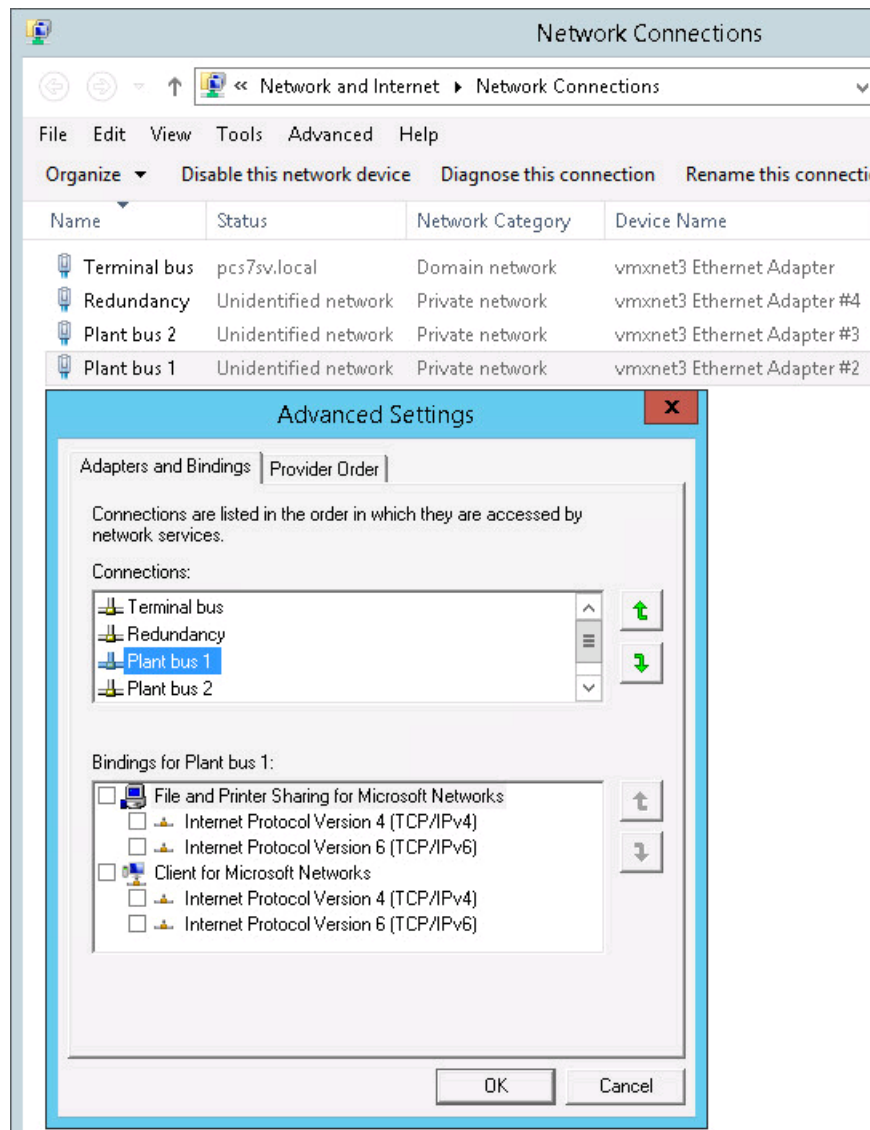 Network Connections
« Network and Internet ▸ Network Connections
File Edit View Tools Advanced Help
Organize Disable this network device Diagnose this connection Rename this connecti
Name Status Network Category Device Name
Terminal bus pcs7sv.local Domain network vmxnet3 Ethernet Adapter
Redundancy Unidentified network Private network vmxnet3 Ethernet Adapter #4
Plant bus 2 Unidentified network Private network vmxnet3 Ethernet Adapter #3
Plant bus 1 Unidentified network Private network vmxnet3 Ethernet Adapter #2
Advanced Settings
x
Adapters and Bindings Provider Order
Connections are listed in the order in which they are accessed by
network services.
Connections:
Terminal bus
Redundancy
Plant bus 1
Plant bus 2
Bindings for Plant bus 1:
File and Printer Sharing for Microsoft Networks
Internet Protocol Version 4 (TCP/IPv4)
Internet Protocol Version 6 (TCP/IPv6)
Client for Microsoft Networks
Internet Protocol Version 4 (TCP/IPv4)
Internet Protocol Version 6 (TCP/IPv6)
OK Cancel